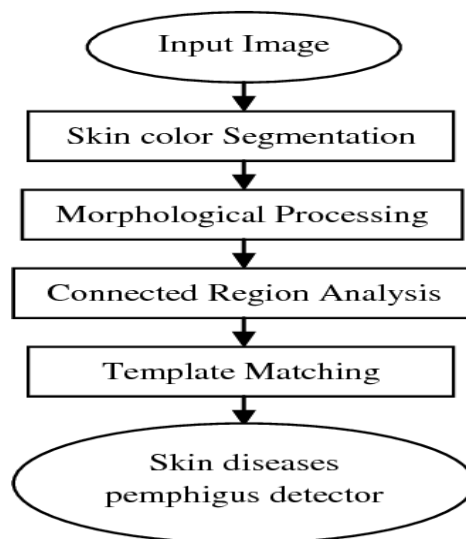 Input Image
Skin color Segmentation
Morphological Processing
Connected Region Analysis
Template Matching
Skin diseases
pemphigus detector